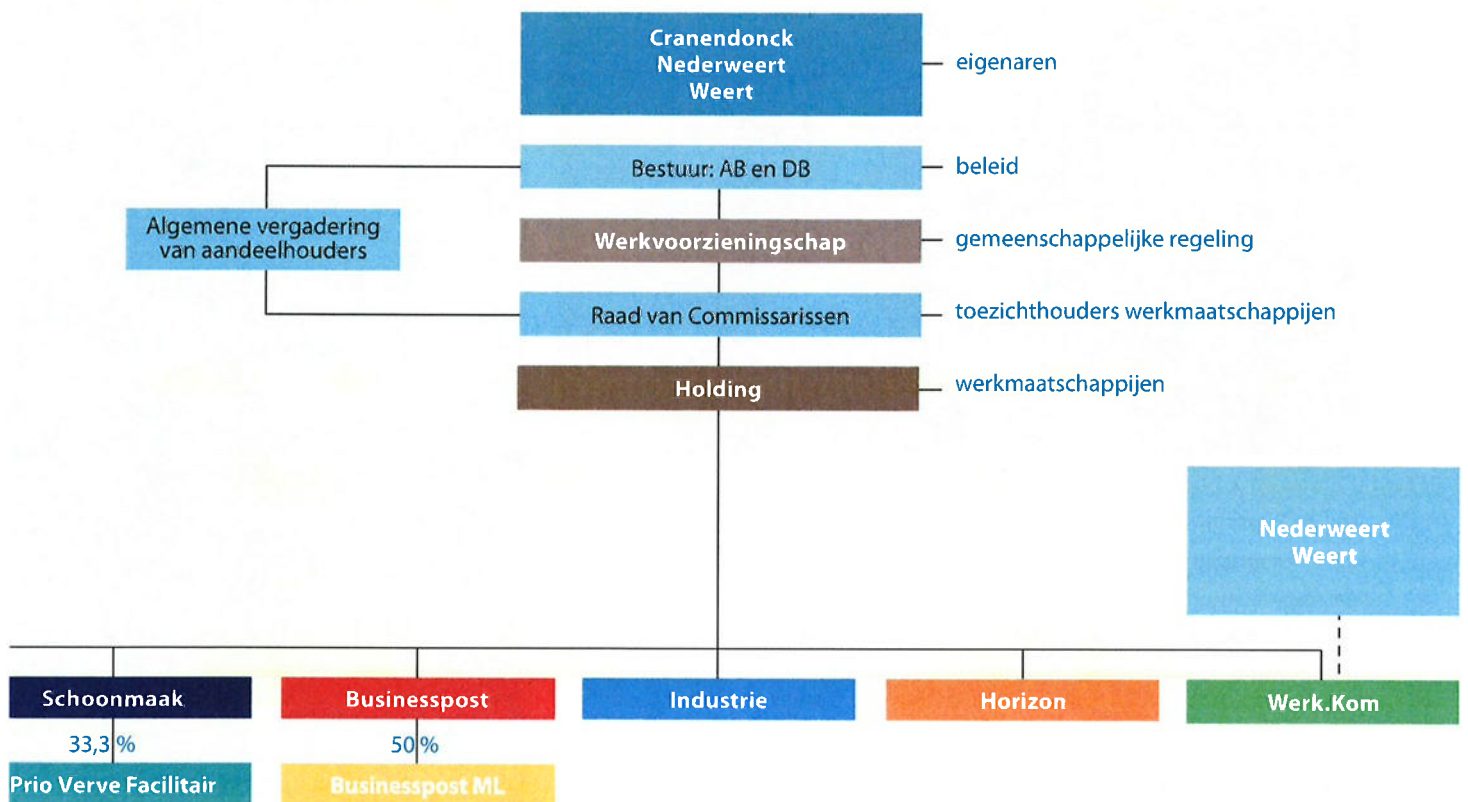 Cranendonck
Nederweert
Weert
eigenaren
Bestuur: AB en DB
beleid
Algemene vergadering
van aandeelhouders
Werkvoorzieningschap
gemeenschappelijke regeling
Raad van Commissarissen
toezichthouders werkmaatschappijen
Holding
werkmaatschappijen
Nederweert
Weert
Schoonmaak
Businesspost
Industrie
Horizon
Werk.Kom
33,3 %
50 %
Prio Verve Facilitair
Businesspost ML